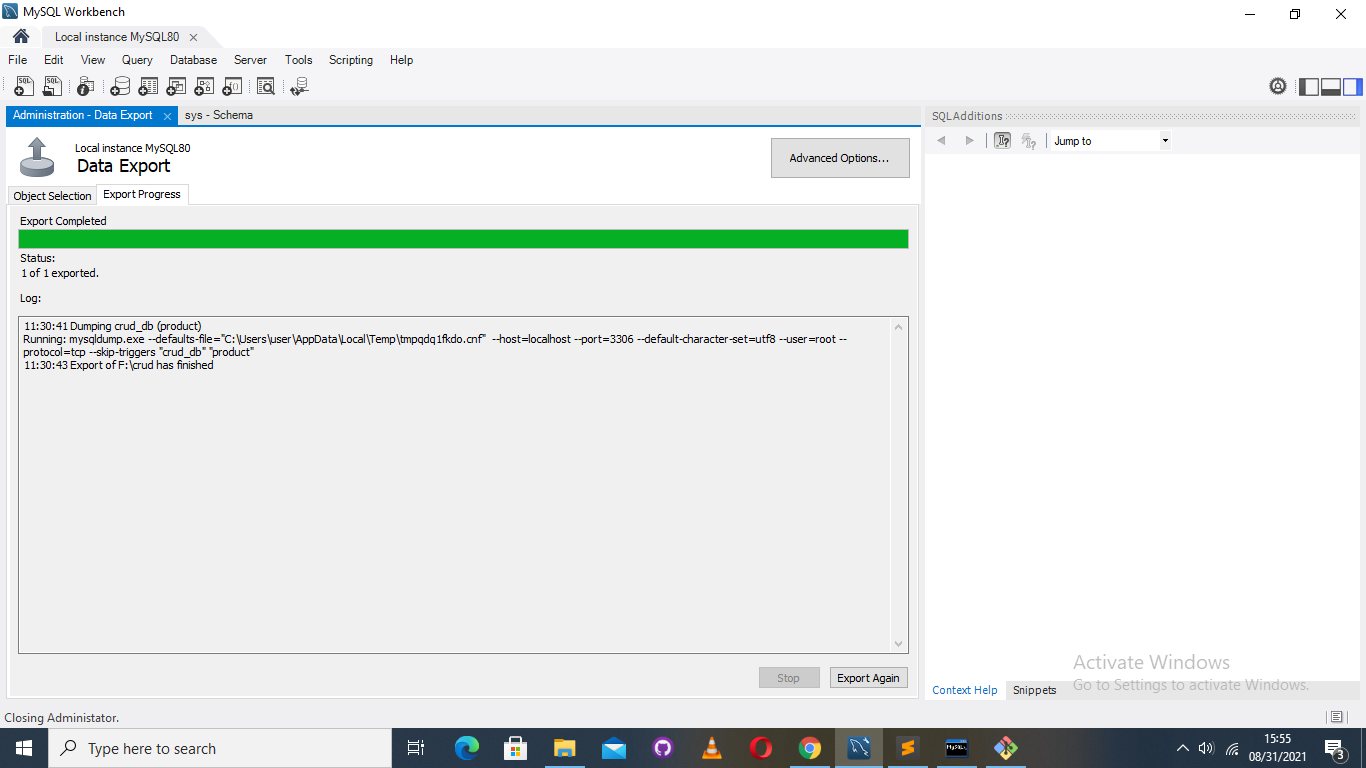 MySQL Workbench
Local instance MySQL80
File Edit View Query Database Server Tools Scripting Help
Administration - Data Export
sys - Schema
SQLAdditions
Local instance MySQL80
Data Export
Advanced Options...
Jump to
Object Selection
Export Progress
Export Completed
Status:
1 of 1 exported.
Log:
11:30:41 Dumping crud_db (product)
Running: mysqldump.exe --defaults-file="C:\Users\user\AppData\Local\Temp\tmpqdq1fkdo.cnf"  --host=localhost --port=3306 --default-character-set=utf8 --user=root --
protocol=tcp --skip-triggers "crud_db" "product"
11:30:43 Export of F:\crud has finished
Stop
Export Again
Activate Windows
Go to Settings to activate Windows.
Context Help
Snippets
Closing Administator.
Type here to search
15:55
08/31/2021
3